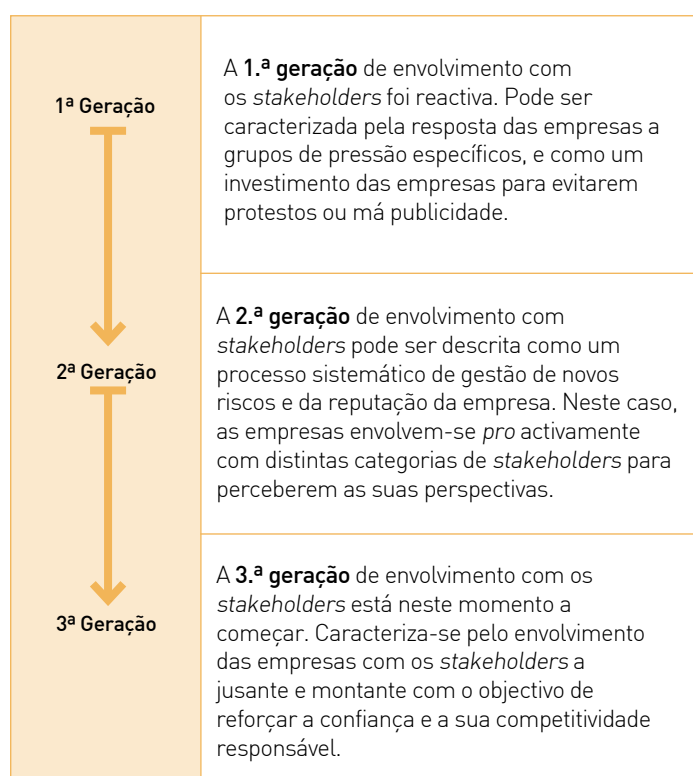 1ª Geração
A 1.ª geração de envolvimento com
os stakeholders foi reactiva. Pode ser
caracterizada pela resposta das empresas a
grupos de pressão específicos, e como um
investimento das empresas para evitarem
protestos ou má publicidade.
2ª Geração
A 2.ª geração de envolvimento com
stakeholders pode ser descrita como um
processo sistemático de gestão de novos
riscos e da reputação da empresa. Neste caso,
as empresas envolvem-se pro activamente
com distintas categorias de stakeholders para
perceberem as suas perspectivas.
3ª Geração
A 3.ª geração de envolvimento com os
stakeholders está neste momento a
começar. Caracteriza-se pelo envolvimento
das empresas com os stakeholders a
jusante e montante com o objectivo de
reforçar a confiança e a sua competitividade
responsável.